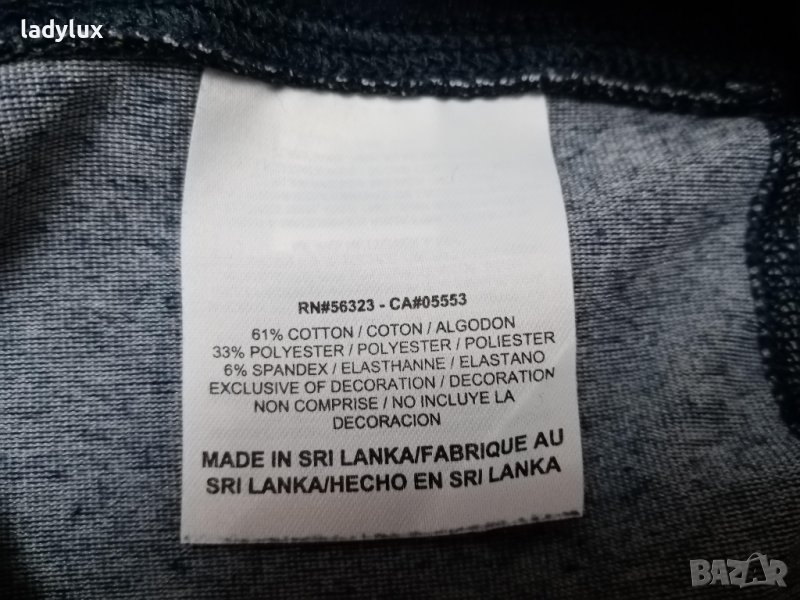 ladylux
RN#56323 - CA#05553
61% COTTON / COTON / ALGODON
33% POLYESTER / POLYESTER / POLIESTER
6% SPANDEX / ELASTHANNE / ELASTANO
EXCLUSIVE OF DECORATION / DECORATION
NON COMPRISE / NO INCLUYE LA
DECORACION
MADE IN SRI LANKA/FABRIQUE AU
SRI LANKA/HECHO EN SRI LANKA
BAZAR